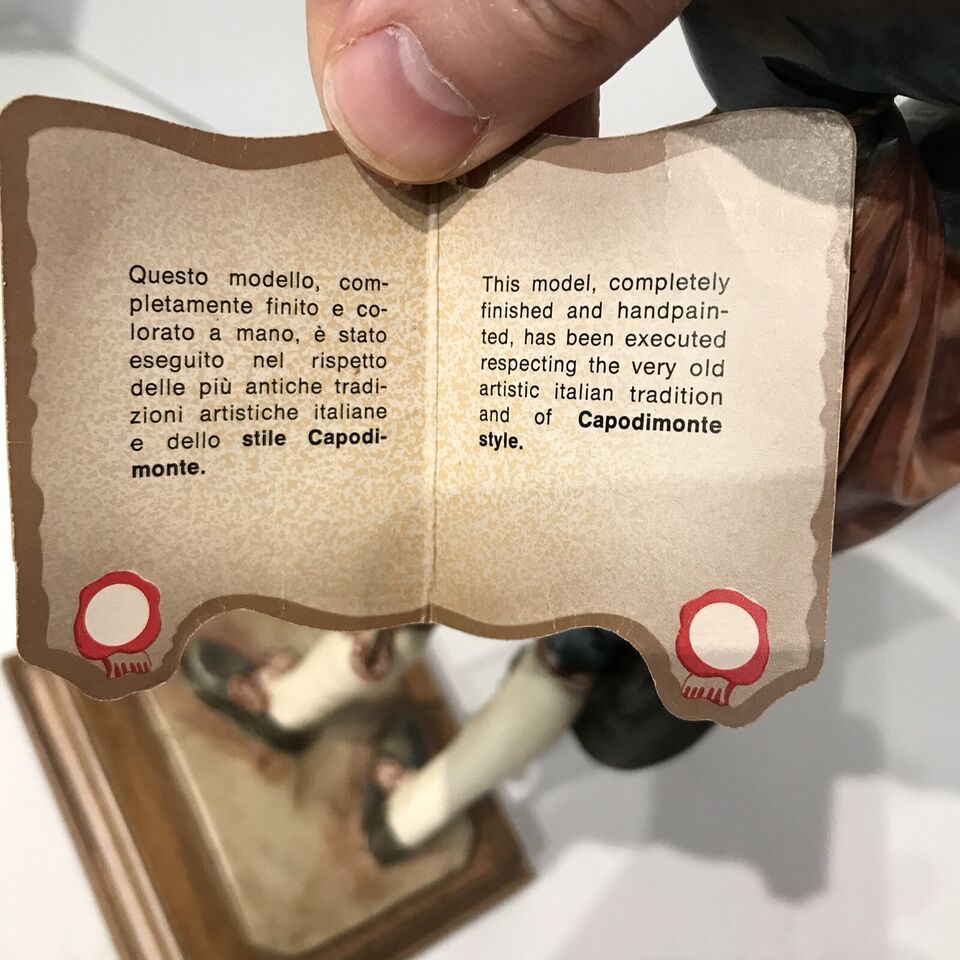 Questo modello, com-
pletamente finito e co-
lorato a mano, è stato
eseguito nel rispetto
delle più antiche tradi-
zioni artistiche italiane
e dello stile Capodi-
monte.
This model, completely
finished and handpain-
ted, has been executed
respecting the very old
artistic italian tradition
and of Capodimonte
style.